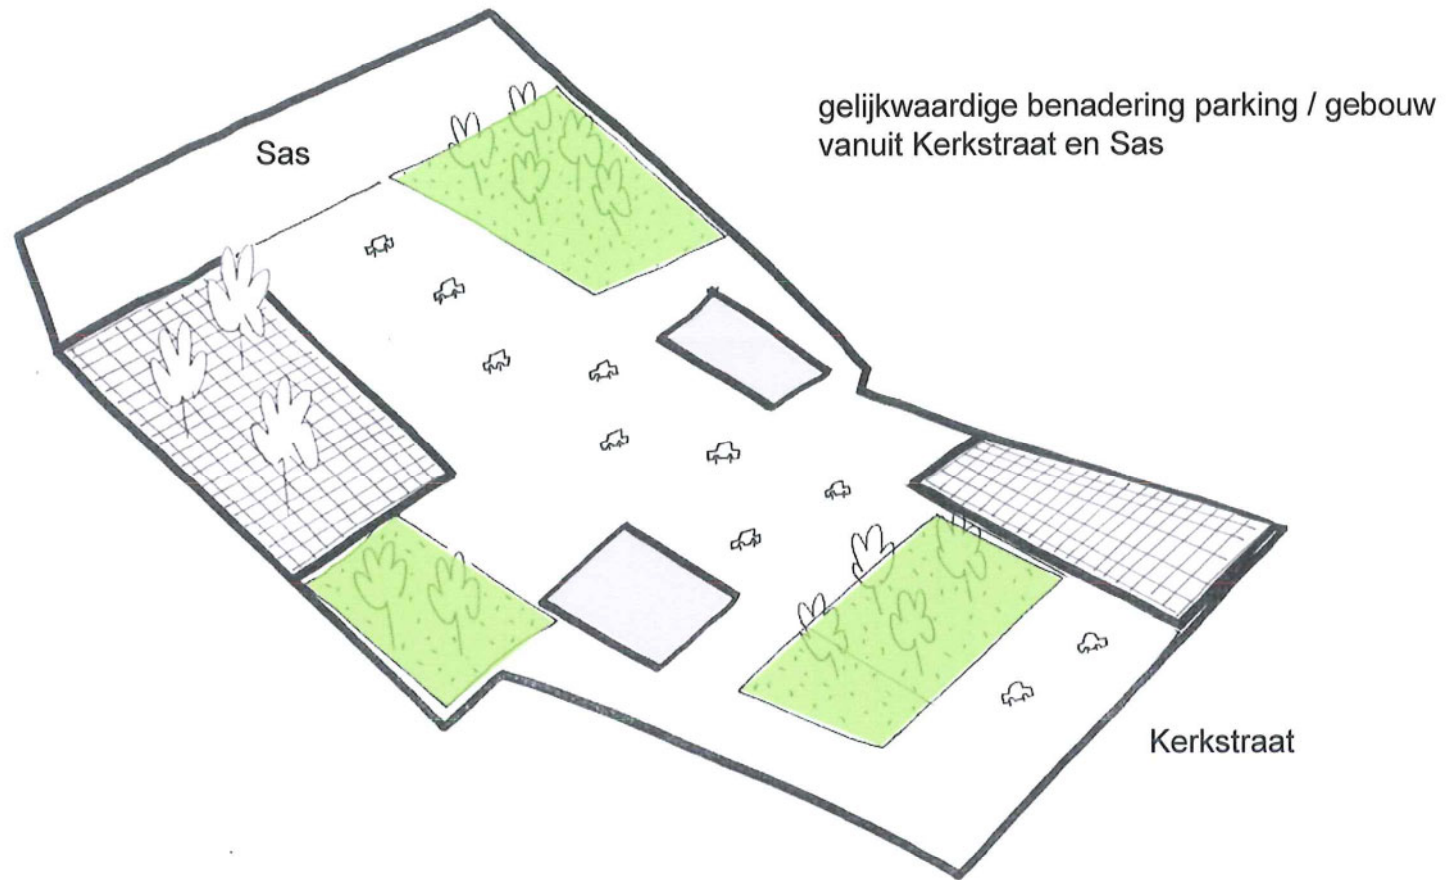 gelijkwaardige benadering parking / gebouw
vanuit Kerkstraat en Sas
Sas
Kerkstraat